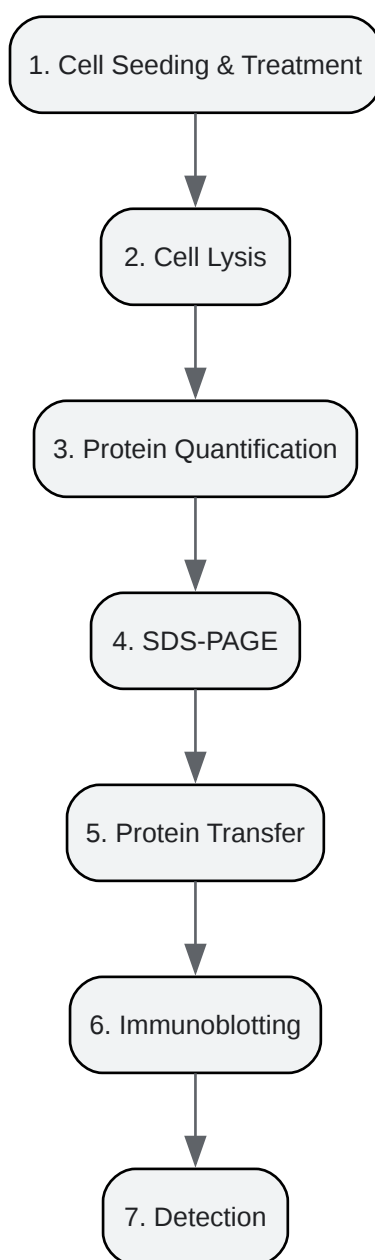 1. Cell Seeding & Treatment
2. Cell Lysis
3. Protein Quantification
4. SDS-PAGE
5. Protein Transfer
6. Immunoblotting
7. Detection